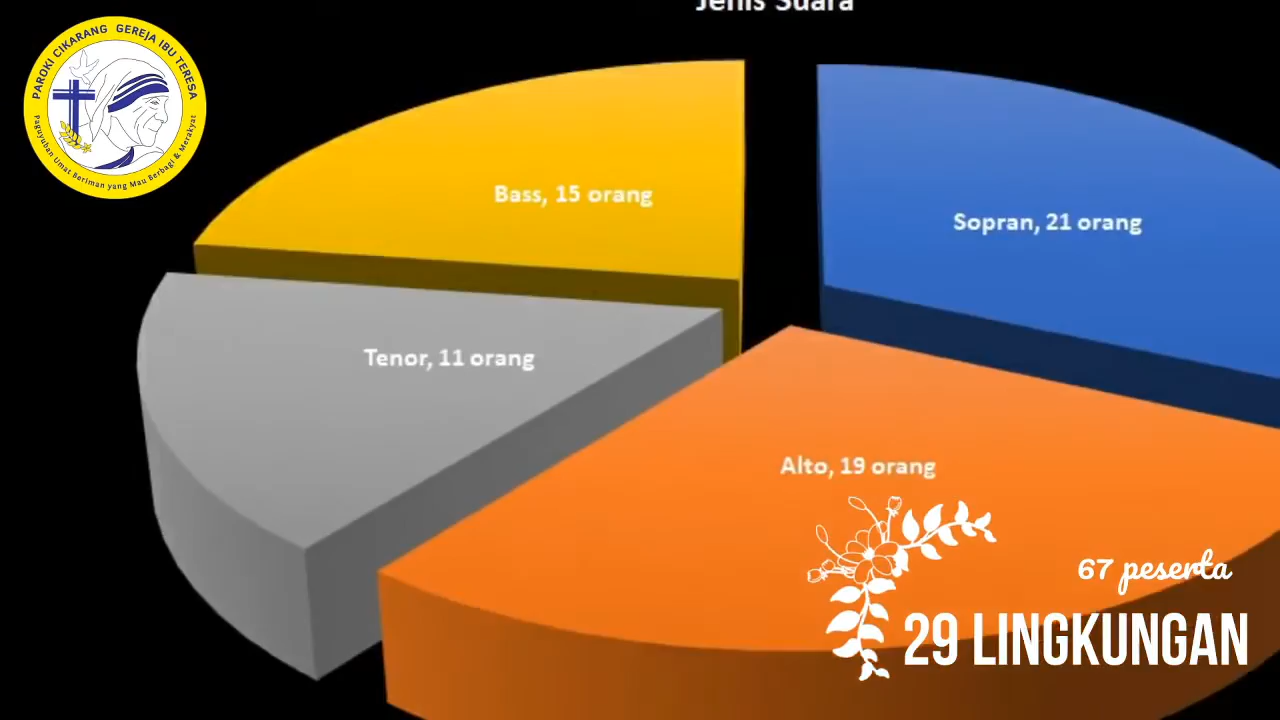 Jenis Suara
PAROKI CIKARANG GEREJA IBU TERESA
Paguyuban Umat Beriman yang Mau Berbagi & Merakyat
Bass, 15 orang
Sopran, 21 orang
Tenor, 11 orang
Alto, 19 orang
67 peserta
29 LINGKUNGAN